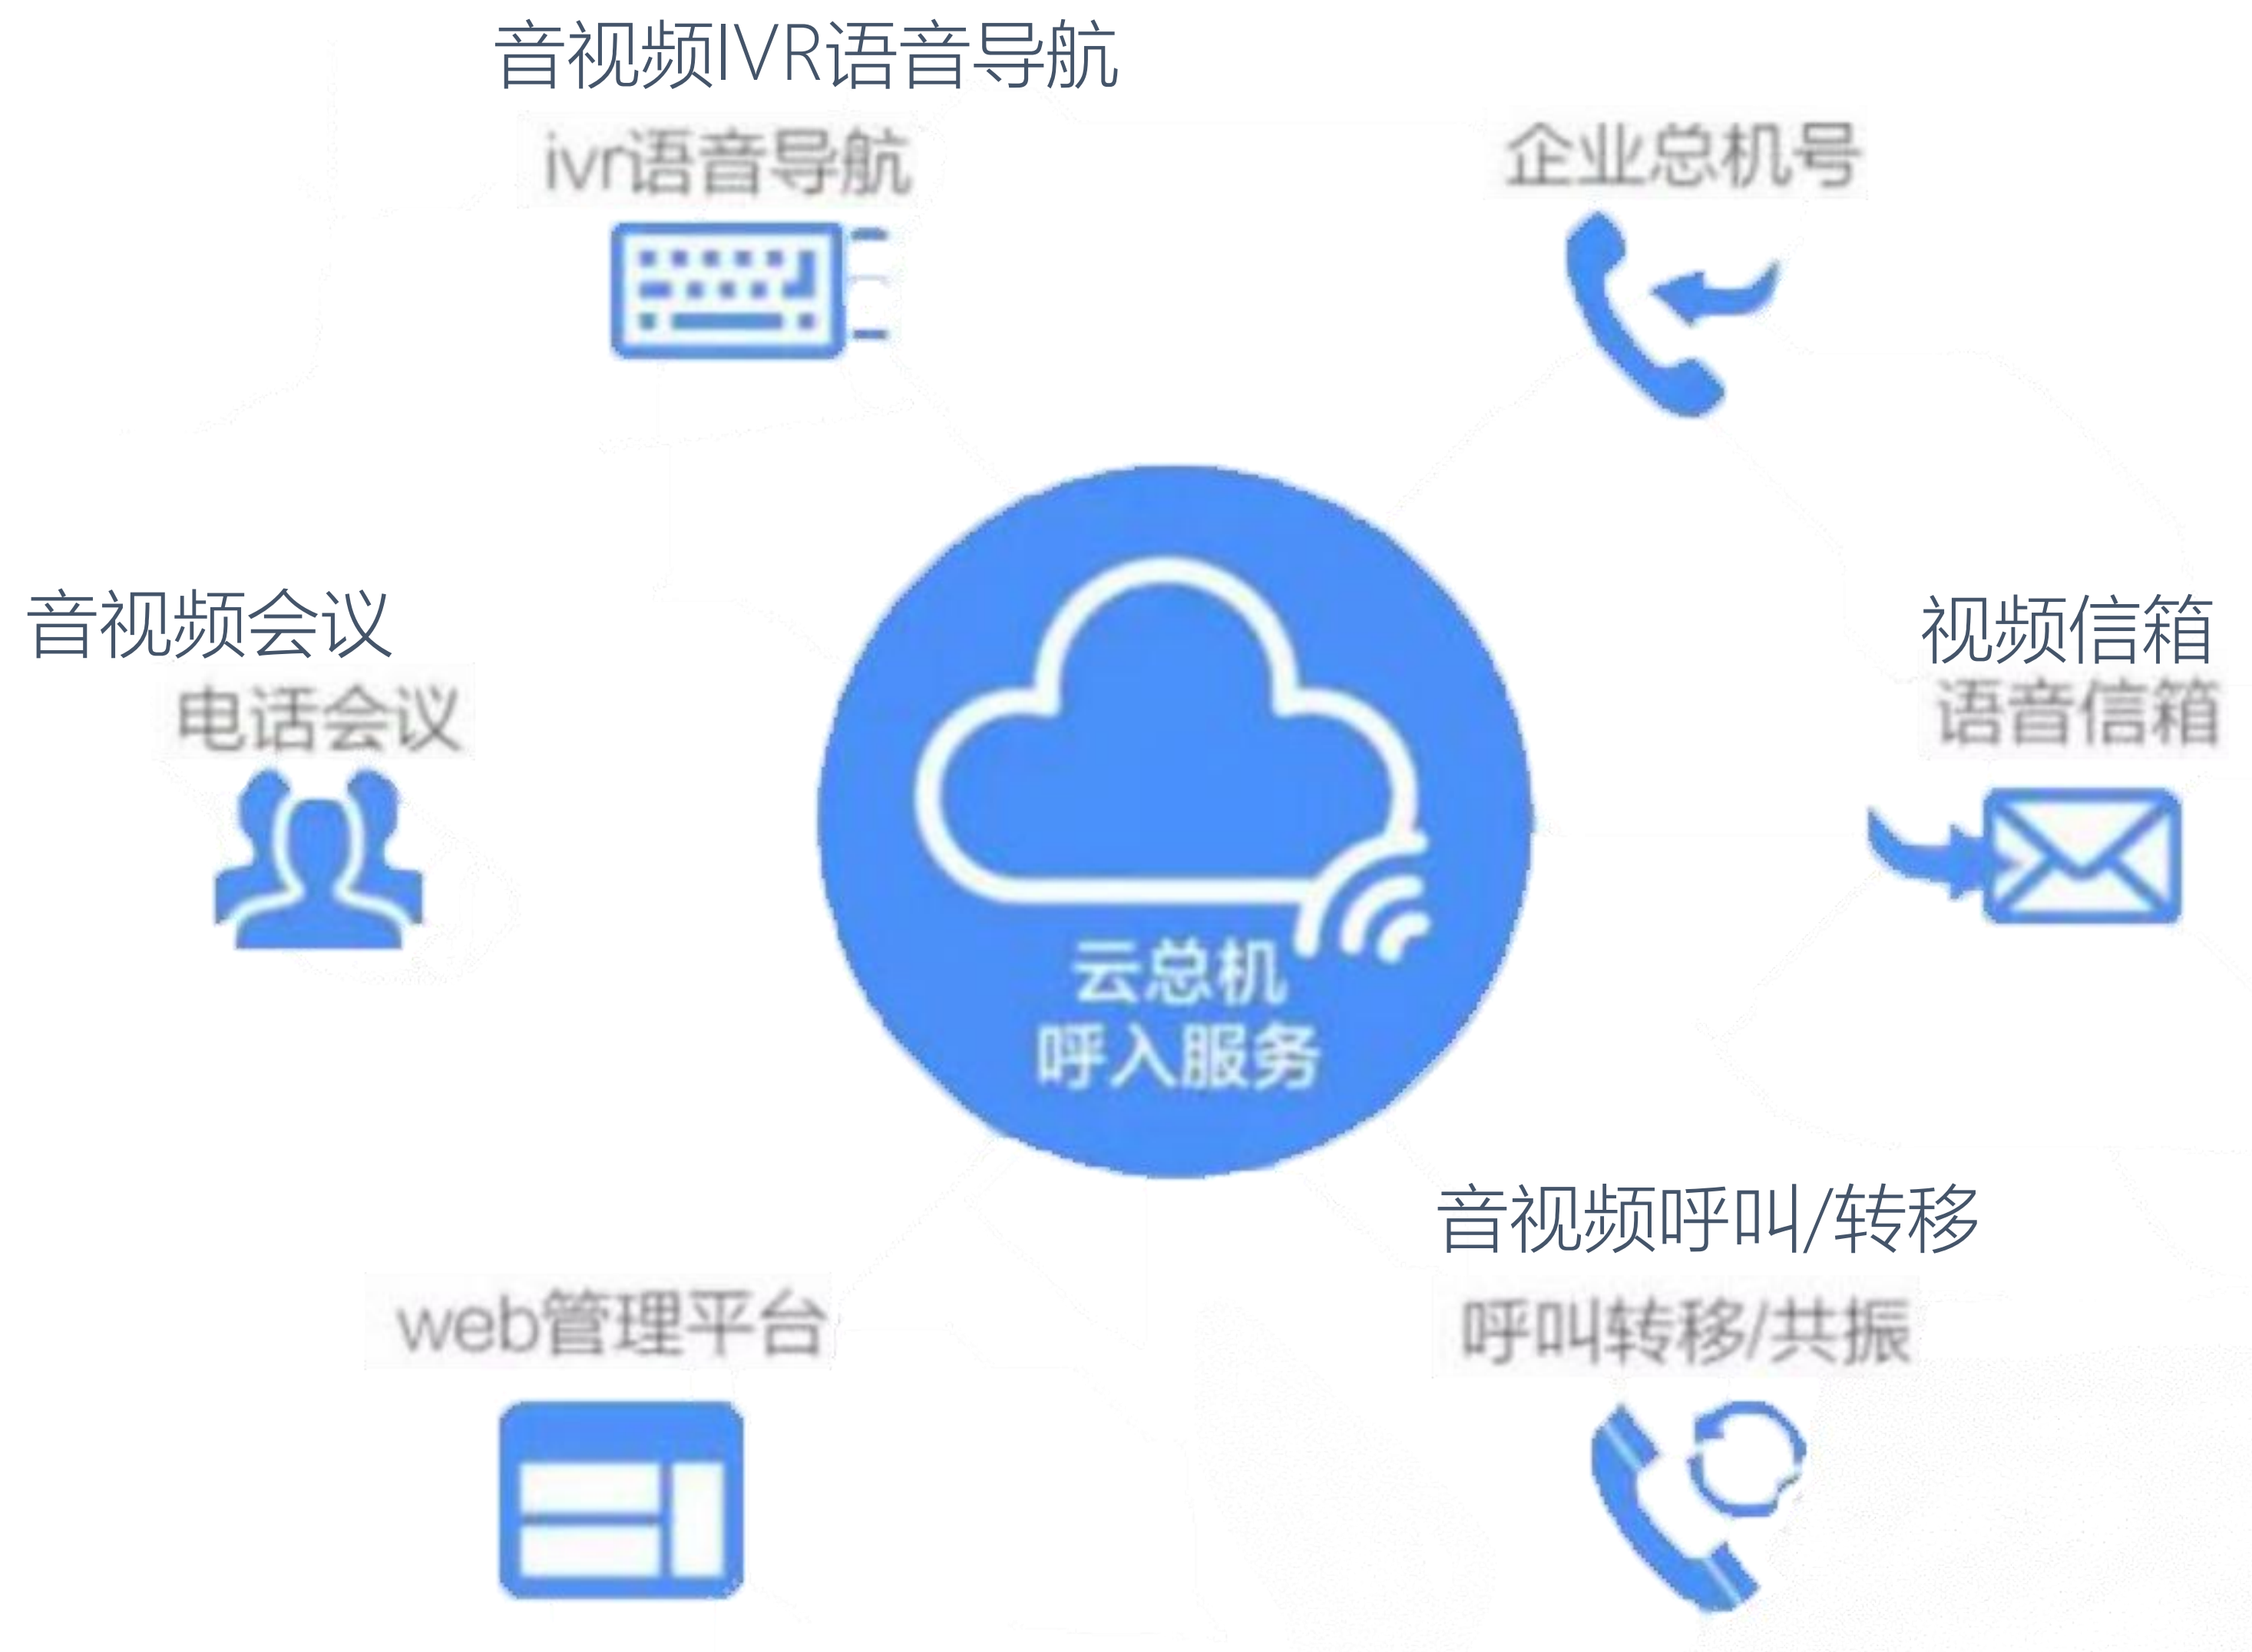 音视频IVR语音导航
ivr语音导航
企业总机号
音视频会议
电话会议
视频信箱
语音信箱
云总机
呼入服务
音视频呼叫/转移
web管理平台
呼叫转移/共振